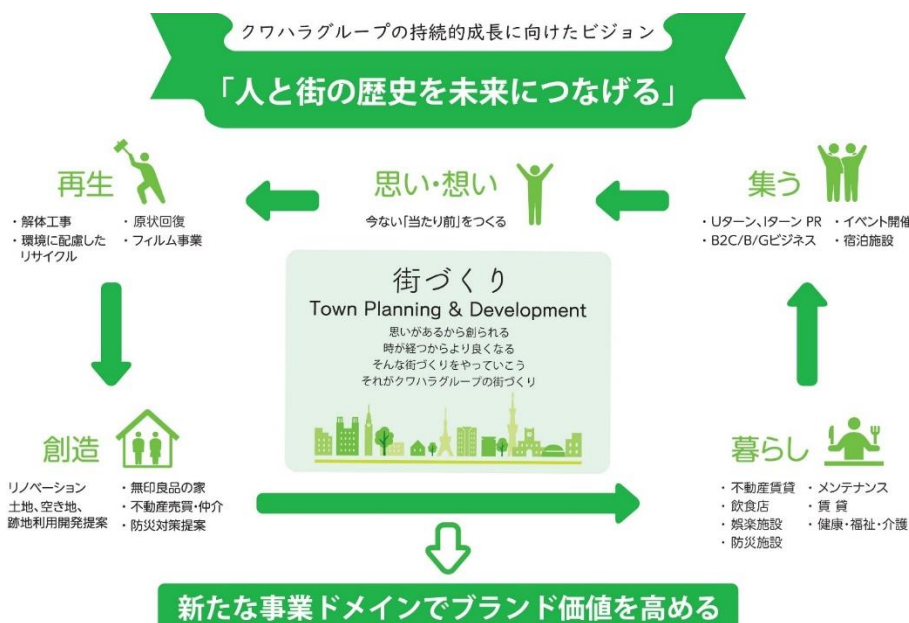 クワハラグループの持続的成長に向けたビジョン
「人と街の歴史を未来につなげる」
再生
・解体工事
・環境に配慮した
リサイクル
・原状回復
・フィルム事業
思い・想い
今ない「当たり前」をつくる
集う
・Uターン、Iターン PR
・B2C/B/Gビジネス
・イベント開催
・宿泊施設
街づくり
Town Planning & Development
思いがあるから創られる
時が経つからより良くなる
そんな街づくりをやっていこう
それがクワハラグループの街づくり
創造
リノベーション
土地、空き地、
跡地利用開発提案
・無印良品の家
・不動産売買・仲介
・防災対策提案
暮らし
・不動産賃貸
・飲食店
・娯楽施設
・防災施設
・メンテナンス
・賃 貸
・健康・福祉・介護
新たな事業ドメインでブランド価値を高める